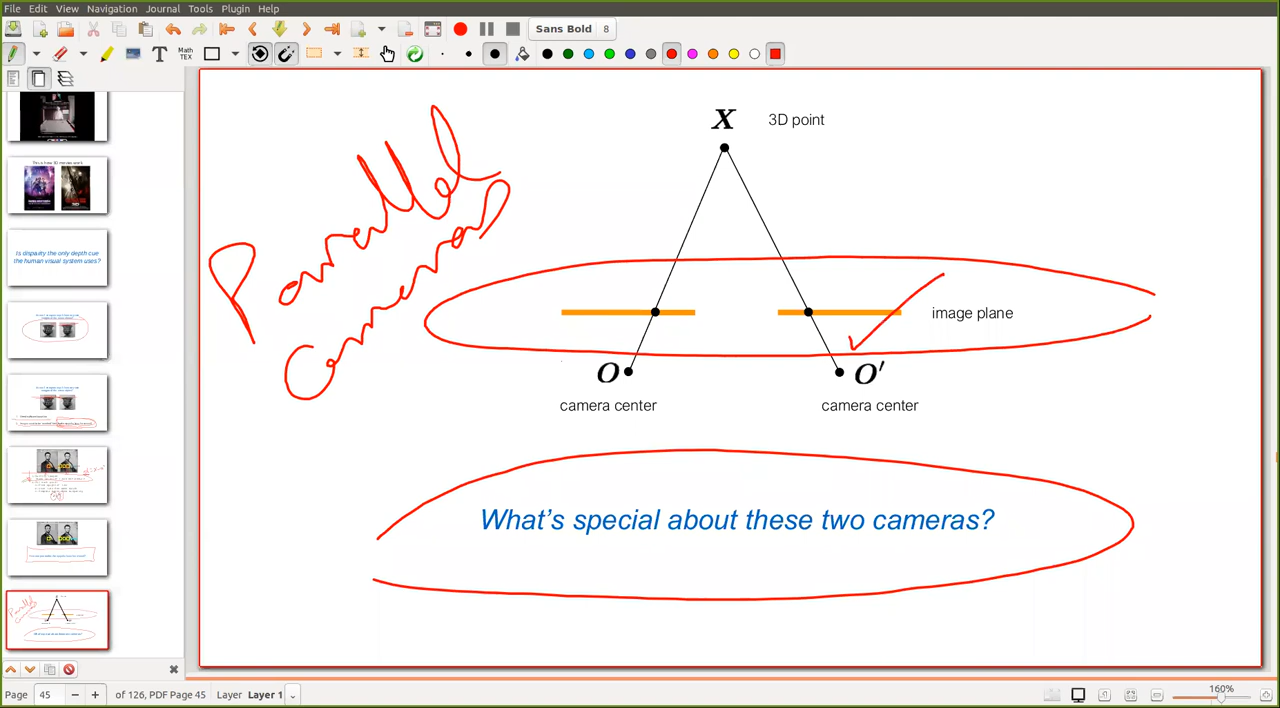 File Edit View Navigation Journal Tools Plugin Help
Sans Bold 8
Math
TEX
X 3D point
Parallel
Cameras
image plane
O O'
camera center camera center
What's special about these two cameras?
Is disparity the only depth cue
the human visual system uses?
Page 45 of 126, PDF Page 45 Layer Layer 1 160%